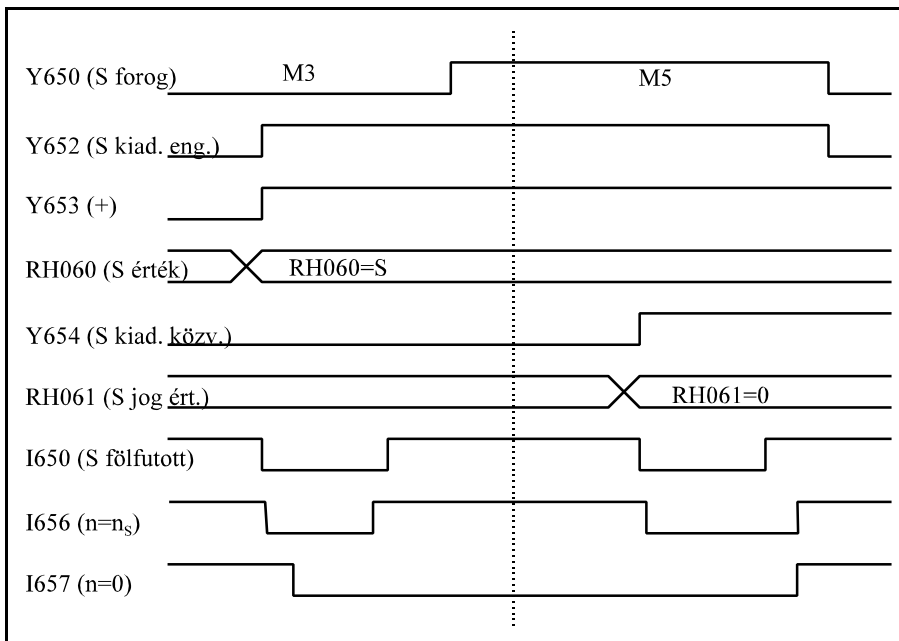 Y650 (S forog)
M3
M5
Y652 (S kiad. eng.)
Y653 (+)
RH060 (S érték)
RH060=S
Y654 (S kiad. közv.)
RH061 (S jog ért.)
RH061=0
I650 (S fölfutott)
I656 (n=nₛ)
I657 (n=0)